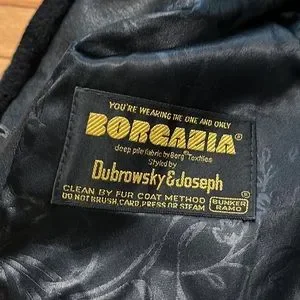 YOU'RE WEARING THE ONE AND ONLY
BORGAZIA®
deep pile fabric by Borg® Textiles
Styled by
Dubrowsky & Joseph
CLEAN BY FUR COAT METHOD
DO NOT BRUSH, CARD, PRESS OR STEAM
BUNKER
RAMO